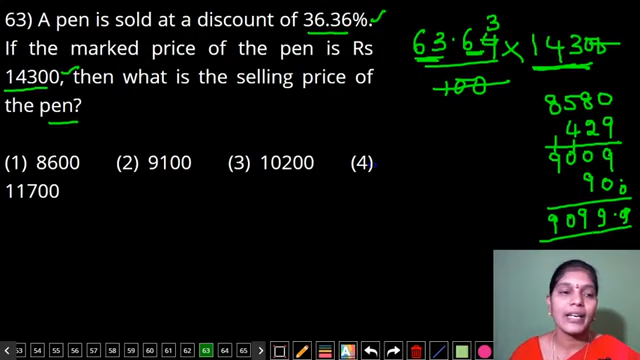 63) A pen is sold at a discount of 36.36%.
If the marked price of the pen is Rs
14300, then what is the selling price of
the pen?
(1) 8600 (2) 9100 (3) 10200 (4)
11700
3
63.64 × 14300
100
8580
429
9009
900
9099.9
53 54 55 56 57 58 59 60 61 62 63 64 65 66 67